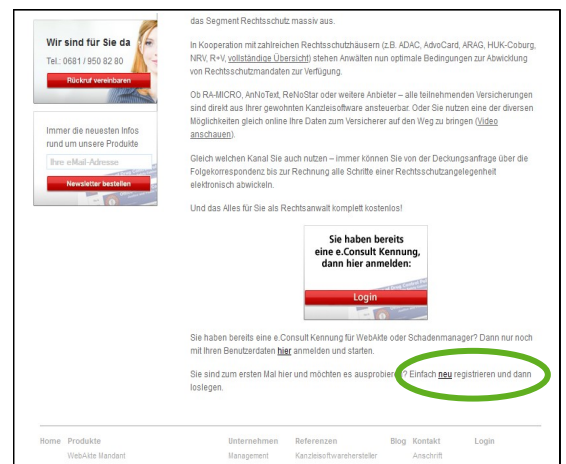 das Segment Rechtsschutz massiv aus.
Wir sind für Sie da
Tel.: 0681 / 950 82 80
Rückruf vereinbaren
In Kooperation mit zahlreichen Rechtsschutzhäusern (z.B. ADAC, AdvoCard, ARAG, HUK-Coburg,
NRV, R+V, vollständige Übersicht) stehen Anwälten nun optimale Bedingungen zur Abwicklung
von Rechtsschutzmandaten zur Verfügung.
Ob RA-MICRO, AnNoText, ReNoStar oder weitere Anbieter – alle teilnehmenden Versicherungen
sind direkt aus Ihrer gewohnten Kanzleisoftware ansteuerbar. Oder Sie nutzen eine der diversen
Möglichkeiten gleich online Ihre Daten zum Versicherer auf den Weg zu bringen (Video
anschauen).
Immer die neuesten Infos
rund um unsere Produkte
Ihre eMail-Adresse
Newsletter bestellen
Gleich welchen Kanal Sie auch nutzen – immer können Sie von der Deckungsanfrage über die
Folgekorrespondenz bis zur Rechnung alle Schritte einer Rechtsschutzangelegenheit
elektronisch abwickeln.
Und das Alles für Sie als Rechtsanwalt komplett kostenlos!
Sie haben bereits
eine e.Consult Kennung,
dann hier anmelden:
Login
Sie haben bereits eine e.Consult Kennung für WebAkte oder Schadenmanager? Dann nur noch
mit Ihren Benutzerdaten hier anmelden und starten.
Sie sind zum ersten Mal hier und möchten es ausprobieren? Einfach neu registrieren und dann
loslegen.
Home Produkte Unternehmen Referenzen Blog Kontakt Login
WebAkte Mandant Management Kanzleisoftwarehersteller Anschrift